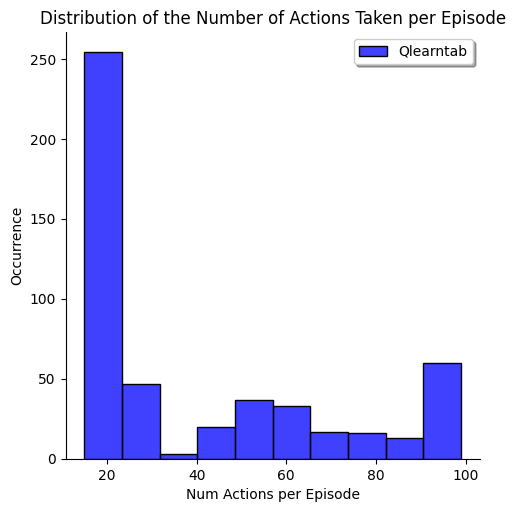 Distribution of the Number of Actions Taken per Episode
Qlearntab
250
200
150
100
50
0
Occurrence
20 40 60 80 100
Num Actions per Episode